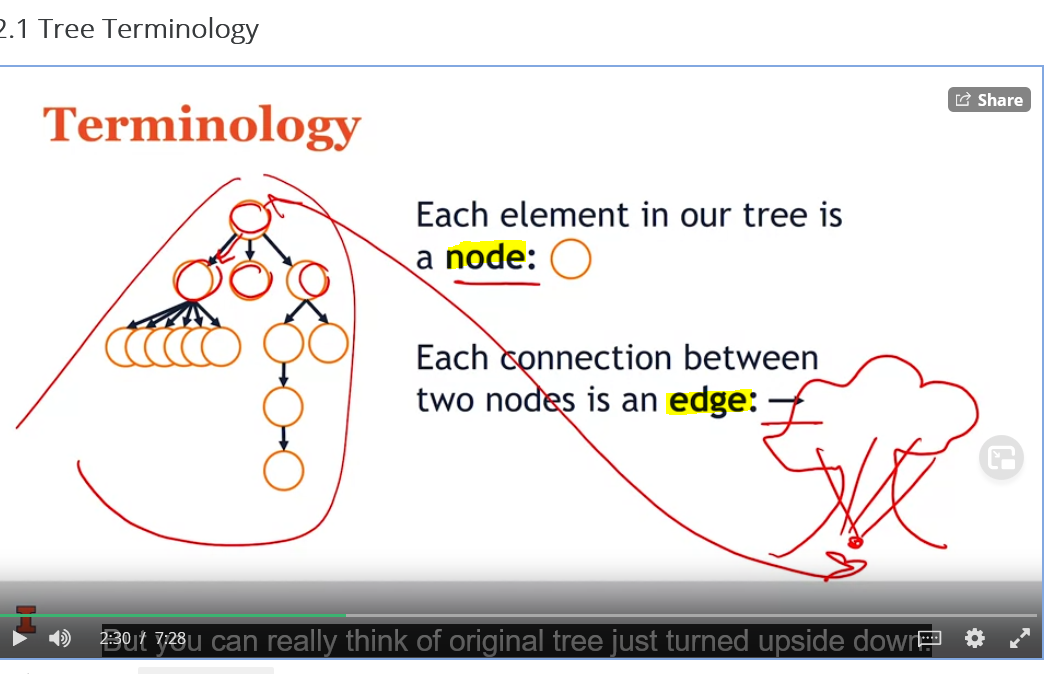 2.1 Tree Terminology
Share
Terminology
Each element in our tree is
a node:
Each connection between
two nodes is an edge:
2:30 / 7:28
But you can really think of original tree just turned upside down.